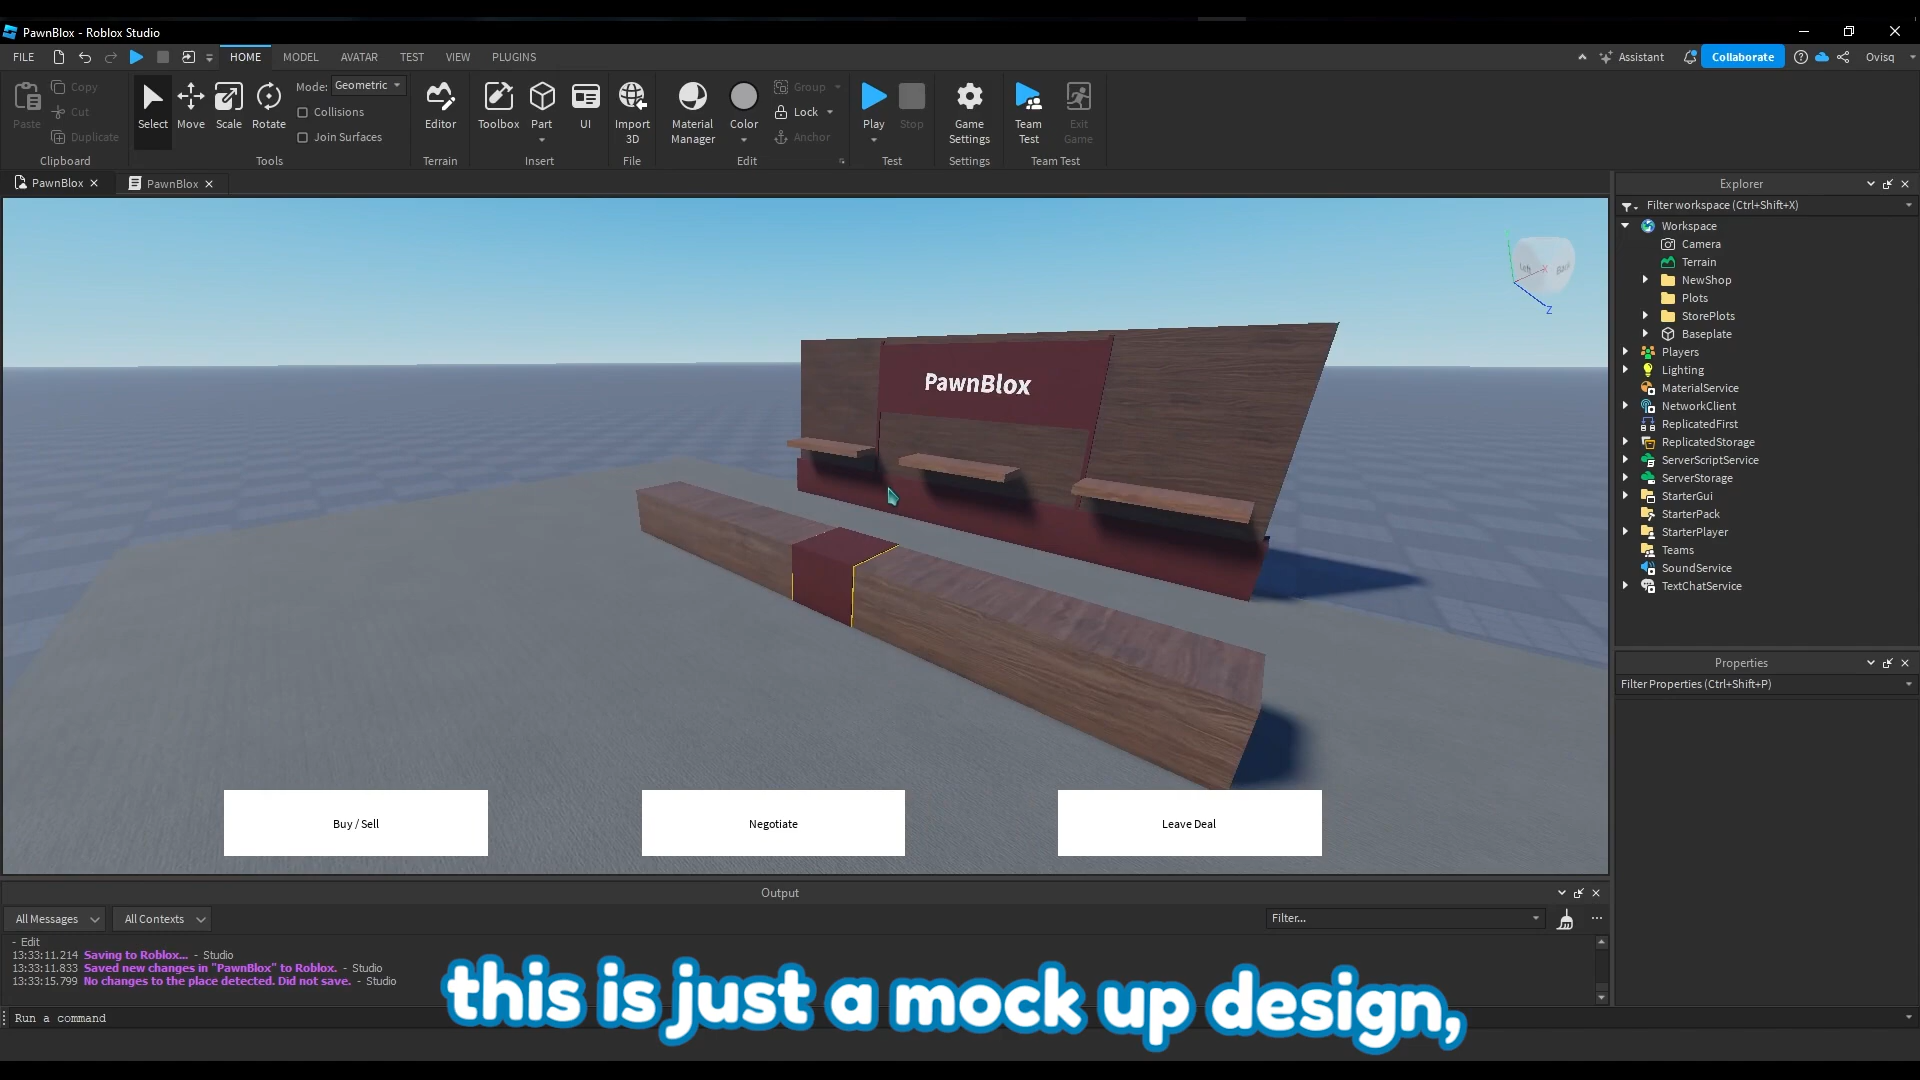 PawnBlox - Roblox Studio
FILE
HOME
MODEL
AVATAR
TEST
VIEW
PLUGINS
Assistant
Collaborate
Ovisq
Paste
Copy
Cut
Duplicate
Clipboard
Select
Move
Scale
Rotate
Mode: Geometric
Collisions
Join Surfaces
Tools
Editor
Terrain
Toolbox
Part
UI
Insert
Import
3D
File
Material
Manager
Color
Group
Lock
Anchor
Edit
Play
Stop
Test
Game
Settings
Settings
Team
Test
Exit
Game
Team Test
PawnBlox
PawnBlox
PawnBlox
Left
Back
X
Z
Buy / Sell
Negotiate
Leave Deal
Explorer
Filter workspace (Ctrl+Shift+X)
Workspace
Camera
Terrain
NewShop
Plots
StorePlots
Baseplate
Players
Lighting
MaterialService
NetworkClient
ReplicatedFirst
ReplicatedStorage
ServerScriptService
ServerStorage
StarterGui
StarterPack
StarterPlayer
Teams
SoundService
TextChatService
Properties
Filter Properties (Ctrl+Shift+P)
Output
All Messages
All Contexts
Filter...
- Edit
13:33:11.214 Saving to Roblox... - Studio
13:33:11.833 Saved new changes in "PawnBlox" to Roblox. - Studio
13:33:15.799 No changes to the place detected. Did not save. - Studio
Run a command
this is just a mock up design,